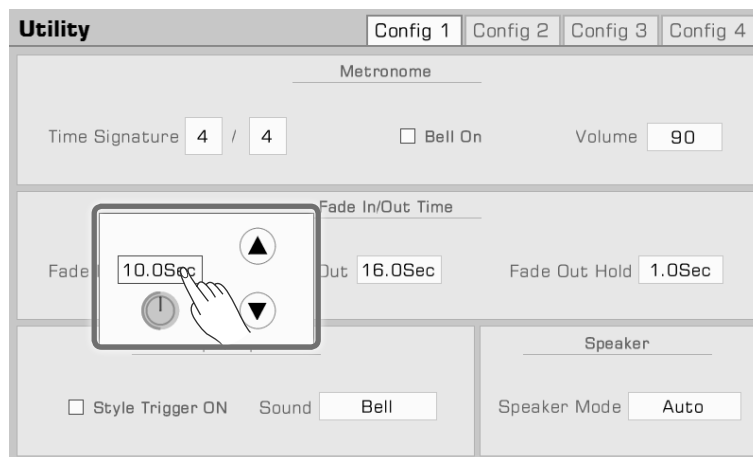 Utility Config 1 Config 2 Config 3 Config 4
Metronome
Time Signature 4 / 4 Bell On Volume 90
Fade In/Out Time
Fade 10.0Sec Out 16.0Sec Fade Out Hold 1.0Sec
Speaker
Style Trigger ON Sound Bell Speaker Mode Auto